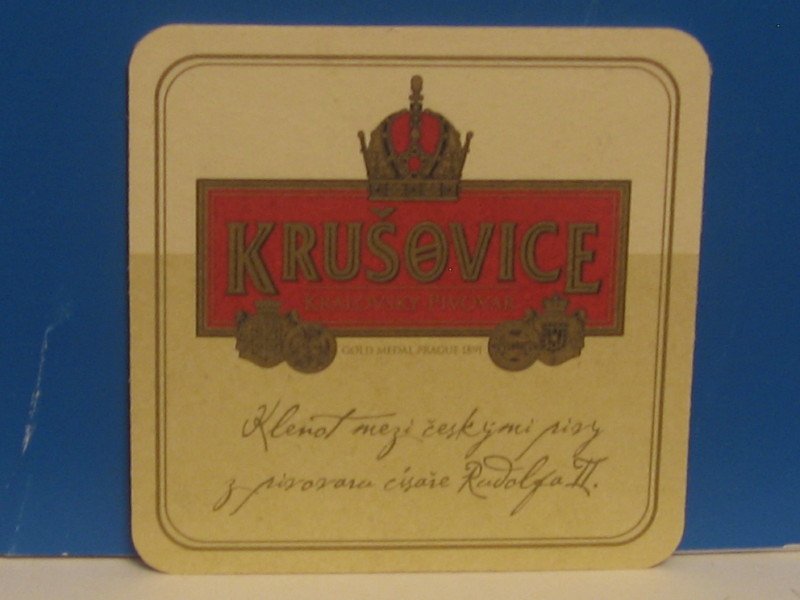 KRUŠOVICE
KRÁLOVSKÝ PIVOVAR
GOLD MEDAL PRAGUE 1891
Klenot mezi českými pivy
z pivovaru císaře Rudolfa II.